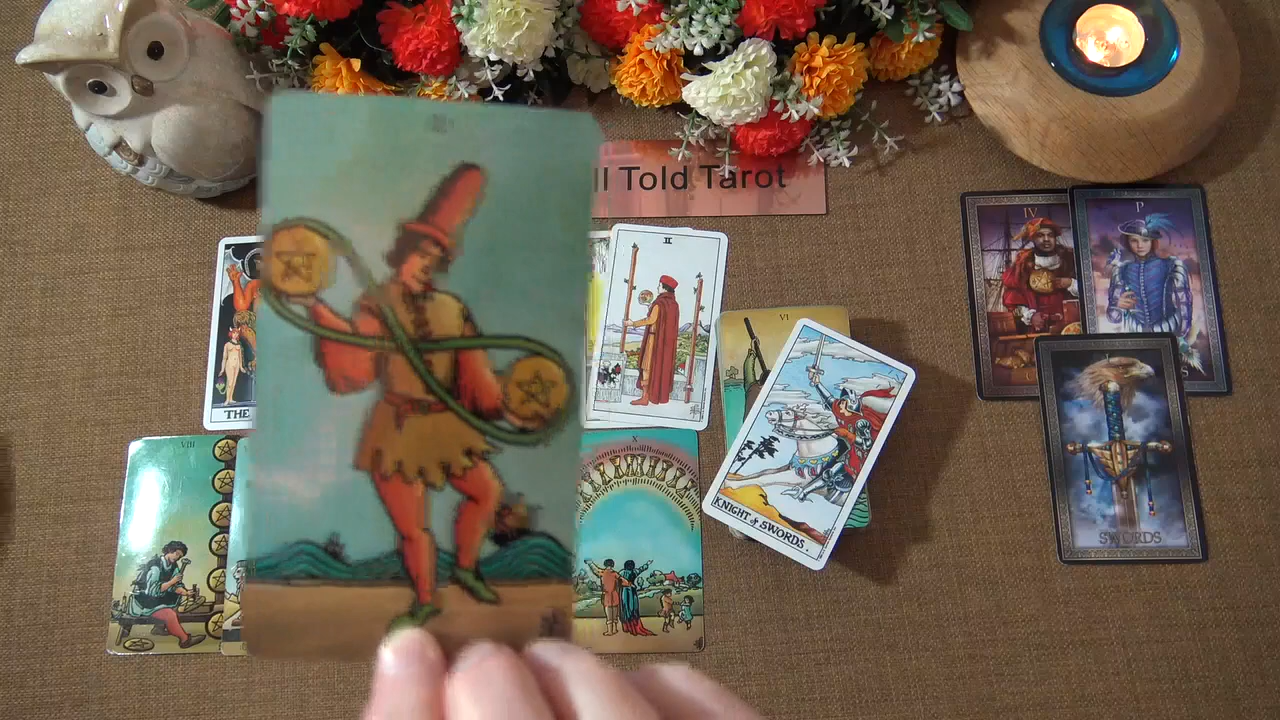 ll Told Tarot
IV
P
II
VI
THE
KNIGHT of SWORDS.
VIII
X
SWORDS